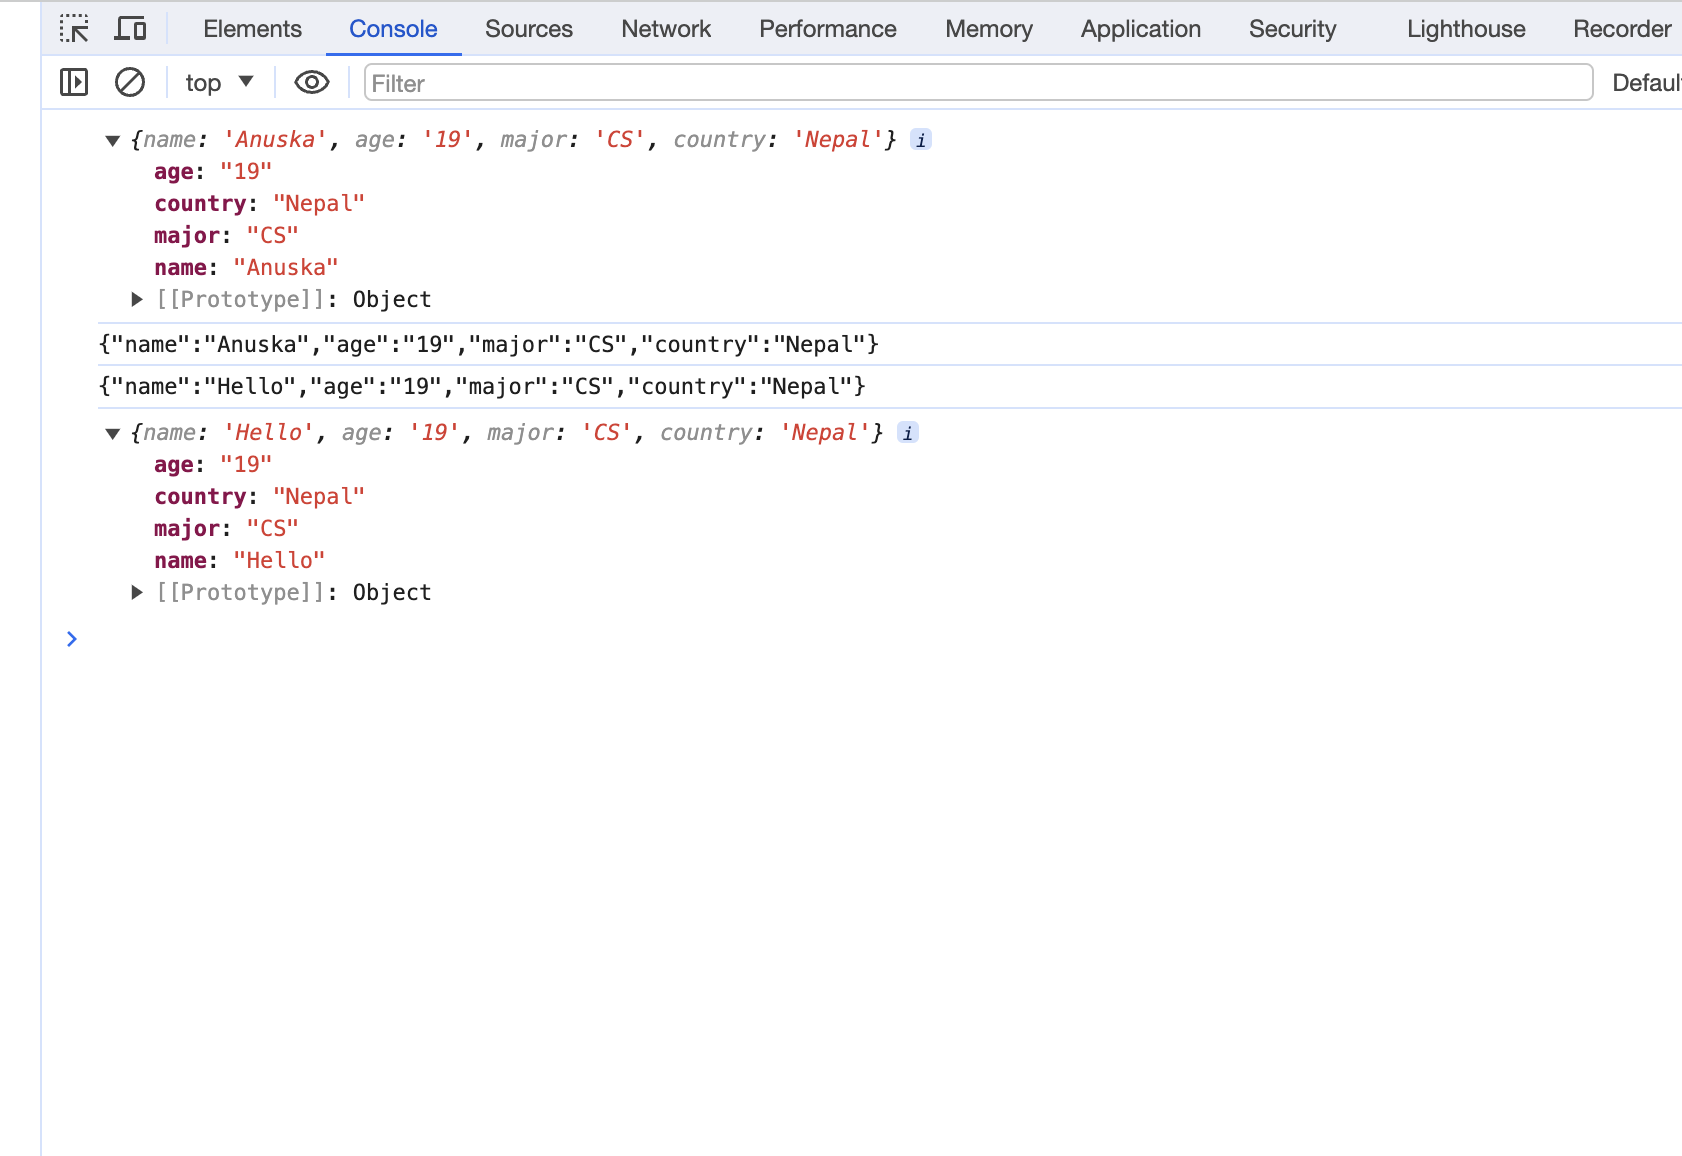 Elements Console Sources Network Performance Memory Application Security Lighthouse Recorder
top Filter
{name: 'Anuska', age: '19', major: 'CS', country: 'Nepal'} i
age: "19"
country: "Nepal"
major: "CS"
name: "Anuska"
[[Prototype]]: Object
{"name":"Anuska","age":"19","major":"CS","country":"Nepal"}
{"name":"Hello","age":"19","major":"CS","country":"Nepal"}
{name: 'Hello', age: '19', major: 'CS', country: 'Nepal'} i
age: "19"
country: "Nepal"
major: "CS"
name: "Hello"
[[Prototype]]: Object